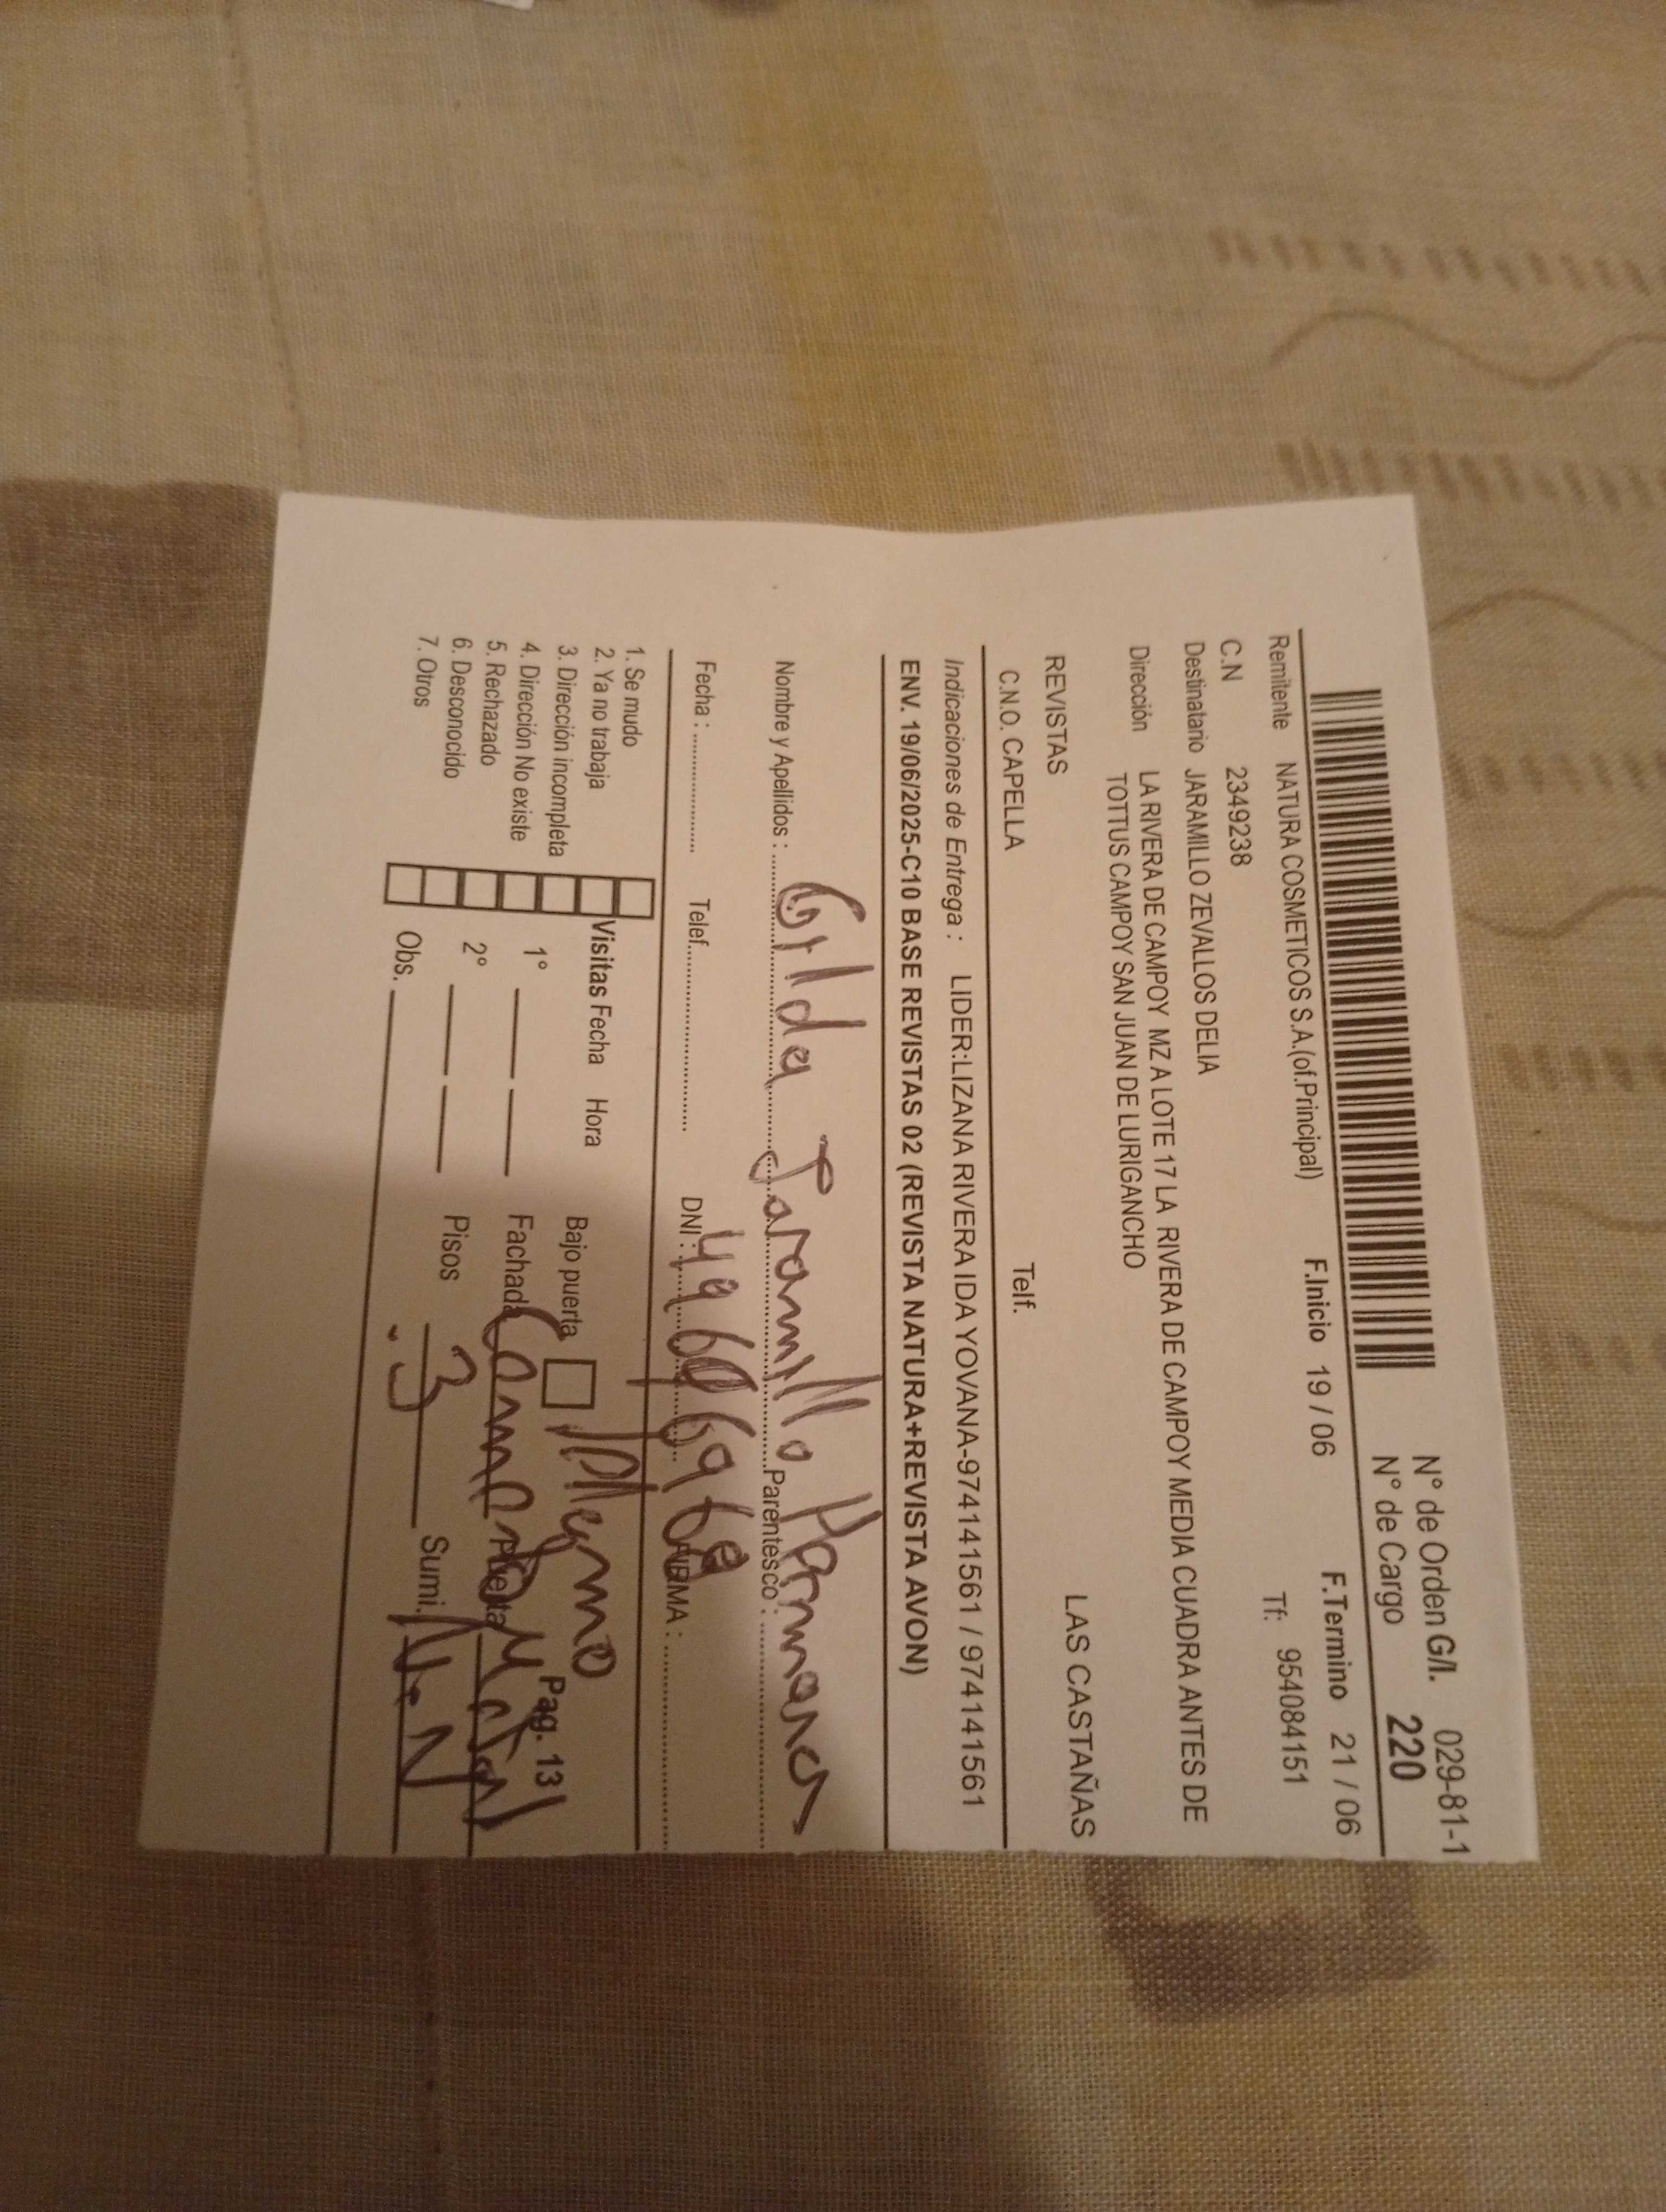 N° de Orden G/I. 029-81-1
N° de Cargo 220
F.Inicio 19 / 06 F.Termino 21 / 06
Remitente NATURA COSMETICOS S.A.(of.Principal) Tf: 954084151
C.N 2349238
Destinatario JARAMILLO ZEVALLOS DELIA
Dirección LA RIVERA DE CAMPOY MZ A LOTE 17 LA RIVERA DE CAMPOY MEDIA CUADRA ANTES DE
TOTTUS CAMPOY SAN JUAN DE LURIGANCHO
REVISTAS LAS CASTAÑAS
C.N.O. CAPELLA Telf.
Indicaciones de Entrega : LIDER:LIZANA RIVERA IDA YOVANA-974141561 / 974141561
ENV. 19/06/2025-C10 BASE REVISTAS 02 (REVISTA NATURA+REVISTA AVON)
Nombre y Apellidos : Gilda Jaramillo Parentesco : Hermana
Fecha : Telef. DNI : FIRMA :
1. Se mudo
2. Ya no trabaja
3. Dirección incompleta
4. Dirección No existe
5. Rechazado
6. Desconocido
7. Otros
Visitas Fecha Hora
1°
2°
Obs.
Bajo puerta Pag. 131
Fachada Puerta Metal
Pisos 3 Sumi. N.N